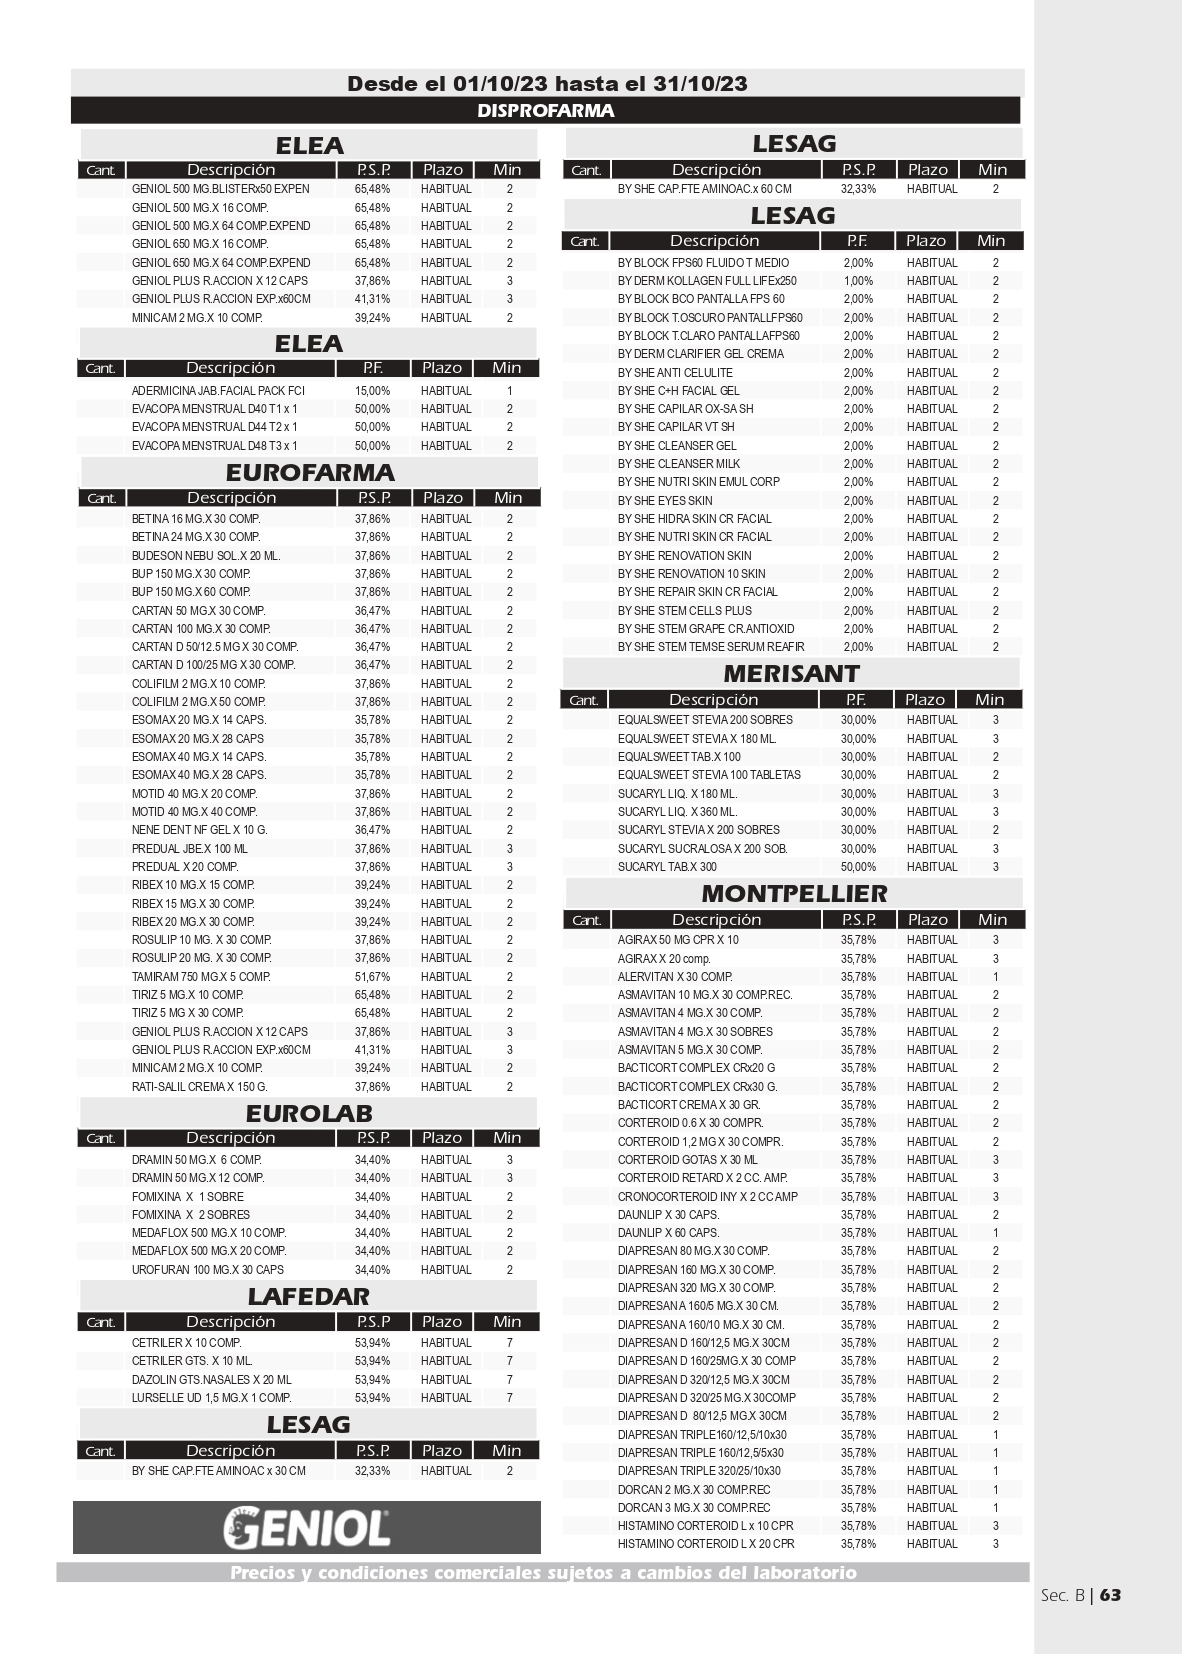 Desde el 01/10/23 hasta el 31/10/23
DISPROFARMA
ELEA
Cant. Descripción P.S.P. Plazo Min
GENIOL 500 MG.BLISTERx50 EXPEN 65,48% HABITUAL 2
GENIOL 500 MG.X 16 COMP. 65,48% HABITUAL 2
GENIOL 500 MG.X 64 COMP.EXPEND 65,48% HABITUAL 2
GENIOL 650 MG.X 16 COMP. 65,48% HABITUAL 2
GENIOL 650 MG.X 64 COMP.EXPEND 65,48% HABITUAL 2
GENIOL PLUS R.ACCION X 12 CAPS 37,86% HABITUAL 3
GENIOL PLUS R.ACCION EXP.x60CM 41,31% HABITUAL 3
MINICAM 2 MG.X 10 COMP. 39,24% HABITUAL 2
ELEA
Cant. Descripción P.F. Plazo Min
ADERMICINA JAB.FACIAL PACK FCI 15,00% HABITUAL 1
EVACOPA MENSTRUAL D40 T1 x 1 50,00% HABITUAL 2
EVACOPA MENSTRUAL D44 T2 x 1 50,00% HABITUAL 2
EVACOPA MENSTRUAL D48 T3 x 1 50,00% HABITUAL 2
EUROFARMA
Cant. Descripción P.S.P. Plazo Min
BETINA 16 MG.X 30 COMP. 37,86% HABITUAL 2
BETINA 24 MG.X 30 COMP. 37,86% HABITUAL 2
BUDESON NEBU SOL.X 20 ML. 37,86% HABITUAL 2
BUP 150 MG.X 30 COMP. 37,86% HABITUAL 2
BUP 150 MG.X 60 COMP. 37,86% HABITUAL 2
CARTAN 50 MG.X 30 COMP. 36,47% HABITUAL 2
CARTAN 100 MG.X 30 COMP. 36,47% HABITUAL 2
CARTAN D 50/12.5 MG X 30 COMP. 36,47% HABITUAL 2
CARTAN D 100/25 MG X 30 COMP. 36,47% HABITUAL 2
COLIFILM 2 MG.X 10 COMP. 37,86% HABITUAL 2
COLIFILM 2 MG.X 50 COMP. 37,86% HABITUAL 2
ESOMAX 20 MG.X 14 CAPS. 35,78% HABITUAL 2
ESOMAX 20 MG.X 28 CAPS 35,78% HABITUAL 2
ESOMAX 40 MG.X 14 CAPS. 35,78% HABITUAL 2
ESOMAX 40 MG.X 28 CAPS. 35,78% HABITUAL 2
MOTID 40 MG.X 20 COMP. 37,86% HABITUAL 2
MOTID 40 MG.X 40 COMP. 37,86% HABITUAL 2
NENE DENT NF GEL X 10 G. 36,47% HABITUAL 2
PREDUAL JBE.X 100 ML 37,86% HABITUAL 3
PREDUAL X 20 COMP. 37,86% HABITUAL 3
RIBEX 10 MG.X 15 COMP. 39,24% HABITUAL 2
RIBEX 15 MG.X 30 COMP. 39,24% HABITUAL 2
RIBEX 20 MG.X 30 COMP. 39,24% HABITUAL 2
ROSULIP 10 MG. X 30 COMP. 37,86% HABITUAL 2
ROSULIP 20 MG. X 30 COMP. 37,86% HABITUAL 2
TAMIRAM 750 MG.X 5 COMP. 51,67% HABITUAL 2
TIRIZ 5 MG.X 10 COMP. 65,48% HABITUAL 2
TIRIZ 5 MG X 30 COMP. 65,48% HABITUAL 2
GENIOL PLUS R.ACCION X 12 CAPS 37,86% HABITUAL 3
GENIOL PLUS R.ACCION EXP.x60CM 41,31% HABITUAL 3
MINICAM 2 MG.X 10 COMP. 39,24% HABITUAL 2
RATI-SALIL CREMA X 150 G. 37,86% HABITUAL 2
EUROLAB
Cant. Descripción P.S.P. Plazo Min
DRAMIN 50 MG.X 6 COMP. 34,40% HABITUAL 3
DRAMIN 50 MG.X 12 COMP. 34,40% HABITUAL 3
FOMIXINA X 1 SOBRE 34,40% HABITUAL 2
FOMIXINA X 2 SOBRES 34,40% HABITUAL 2
MEDAFLOX 500 MG.X 10 COMP. 34,40% HABITUAL 2
MEDAFLOX 500 MG.X 20 COMP. 34,40% HABITUAL 2
UROFURAN 100 MG.X 30 CAPS 34,40% HABITUAL 2
LAFEDAR
Cant. Descripción P.S.P Plazo Min
CETRILER X 10 COMP. 53,94% HABITUAL 7
CETRILER GTS. X 10 ML. 53,94% HABITUAL 7
DAZOLIN GTS.NASALES X 20 ML 53,94% HABITUAL 7
LURSELLE UD 1,5 MG.X 1 COMP. 53,94% HABITUAL 7
LESAG
Cant. Descripción P.S.P. Plazo Min
BY SHE CAP.FTE AMINOAC x 30 CM 32,33% HABITUAL 2
GENIOL
LESAG
Cant. Descripción P.S.P. Plazo Min
BY SHE CAP.FTE AMINOAC.x 60 CM 32,33% HABITUAL 2
LESAG
Cant. Descripción P.F. Plazo Min
BY BLOCK FPS60 FLUIDO T MEDIO 2,00% HABITUAL 2
BY DERM KOLLAGEN FULL LIFEx250 1,00% HABITUAL 2
BY BLOCK BCO PANTALLA FPS 60 2,00% HABITUAL 2
BY BLOCK T.OSCURO PANTALLFPS60 2,00% HABITUAL 2
BY BLOCK T.CLARO PANTALLAFPS60 2,00% HABITUAL 2
BY DERM CLARIFIER GEL CREMA 2,00% HABITUAL 2
BY SHE ANTI CELULITE 2,00% HABITUAL 2
BY SHE C+H FACIAL GEL 2,00% HABITUAL 2
BY SHE CAPILAR OX-SA SH 2,00% HABITUAL 2
BY SHE CAPILAR VT SH 2,00% HABITUAL 2
BY SHE CLEANSER GEL 2,00% HABITUAL 2
BY SHE CLEANSER MILK 2,00% HABITUAL 2
BY SHE NUTRI SKIN EMUL CORP 2,00% HABITUAL 2
BY SHE EYES SKIN 2,00% HABITUAL 2
BY SHE HIDRA SKIN CR FACIAL 2,00% HABITUAL 2
BY SHE NUTRI SKIN CR FACIAL 2,00% HABITUAL 2
BY SHE RENOVATION SKIN 2,00% HABITUAL 2
BY SHE RENOVATION 10 SKIN 2,00% HABITUAL 2
BY SHE REPAIR SKIN CR FACIAL 2,00% HABITUAL 2
BY SHE STEM CELLS PLUS 2,00% HABITUAL 2
BY SHE STEM GRAPE CR.ANTIOXID 2,00% HABITUAL 2
BY SHE STEM TEMSE SERUM REAFIR 2,00% HABITUAL 2
MERISANT
Cant. Descripción P.F. Plazo Min
EQUALSWEET STEVIA 200 SOBRES 30,00% HABITUAL 3
EQUALSWEET STEVIA X 180 ML. 30,00% HABITUAL 3
EQUALSWEET TAB.X 100 30,00% HABITUAL 2
EQUALSWEET STEVIA 100 TABLETAS 30,00% HABITUAL 2
SUCARYL LIQ. X 180 ML. 30,00% HABITUAL 3
SUCARYL LIQ. X 360 ML. 30,00% HABITUAL 3
SUCARYL STEVIA X 200 SOBRES 30,00% HABITUAL 2
SUCARYL SUCRALOSA X 200 SOB. 30,00% HABITUAL 3
SUCARYL TAB.X 300 50,00% HABITUAL 3
MONTPELLIER
Cant. Descripción P.S.P. Plazo Min
AGIRAX 50 MG CPR X 10 35,78% HABITUAL 3
AGIRAX X 20 comp. 35,78% HABITUAL 3
ALERVITAN X 30 COMP. 35,78% HABITUAL 1
ASMAVITAN 10 MG.X 30 COMP.REC. 35,78% HABITUAL 2
ASMAVITAN 4 MG.X 30 COMP. 35,78% HABITUAL 2
ASMAVITAN 4 MG.X 30 SOBRES 35,78% HABITUAL 2
ASMAVITAN 5 MG.X 30 COMP. 35,78% HABITUAL 2
BACTICORT COMPLEX CRx20 G 35,78% HABITUAL 2
BACTICORT COMPLEX CRx30 G. 35,78% HABITUAL 2
BACTICORT CREMA X 30 GR. 35,78% HABITUAL 2
CORTEROID 0.6 X 30 COMPR. 35,78% HABITUAL 2
CORTEROID 1,2 MG X 30 COMPR. 35,78% HABITUAL 2
CORTEROID GOTAS X 30 ML 35,78% HABITUAL 3
CORTEROID RETARD X 2 CC. AMP. 35,78% HABITUAL 3
CRONOCORTEROID INY X 2 CC AMP 35,78% HABITUAL 3
DAUNLIP X 30 CAPS. 35,78% HABITUAL 2
DAUNLIP X 60 CAPS. 35,78% HABITUAL 1
DIAPRESAN 80 MG.X 30 COMP. 35,78% HABITUAL 2
DIAPRESAN 160 MG.X 30 COMP. 35,78% HABITUAL 2
DIAPRESAN 320 MG.X 30 COMP. 35,78% HABITUAL 2
DIAPRESAN A 160/5 MG.X 30 CM. 35,78% HABITUAL 2
DIAPRESAN A 160/10 MG.X 30 CM. 35,78% HABITUAL 2
DIAPRESAN D 160/12,5 MG.X 30CM 35,78% HABITUAL 2
DIAPRESAN D 160/25MG.X 30 COMP 35,78% HABITUAL 2
DIAPRESAN D 320/12,5 MG.X 30CM 35,78% HABITUAL 2
DIAPRESAN D 320/25 MG.X 30COMP 35,78% HABITUAL 2
DIAPRESAN D 80/12,5 MG.X 30CM 35,78% HABITUAL 2
DIAPRESAN TRIPLE160/12,5/10x30 35,78% HABITUAL 1
DIAPRESAN TRIPLE 160/12,5/5x30 35,78% HABITUAL 1
DIAPRESAN TRIPLE 320/25/10x30 35,78% HABITUAL 1
DORCAN 2 MG.X 30 COMP.REC 35,78% HABITUAL 1
DORCAN 3 MG.X 30 COMP.REC 35,78% HABITUAL 1
HISTAMINO CORTEROID L x 10 CPR 35,78% HABITUAL 3
HISTAMINO CORTEROID L X 20 CPR 35,78% HABITUAL 3
Precios y condiciones comerciales sujetos a cambios del laboratorio
Sec. B | 63